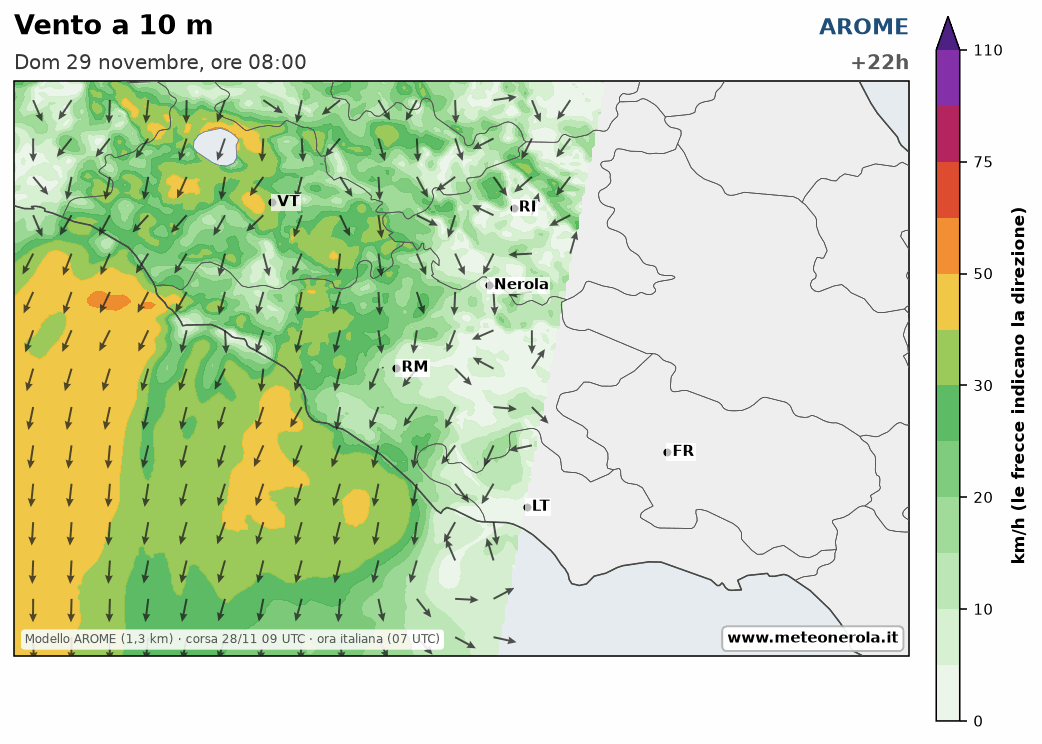 Vento a 10 m
AROME
Dom 29 novembre, ore 08:00
+22h
110
75
50
30
20
10
0
km/h (le frecce indicano la direzione)
VT
RI
Nerola
RM
FR
LT
Modello AROME (1,3 km) · corsa 28/11 09 UTC · ora italiana (07 UTC)
www.meteonerola.it